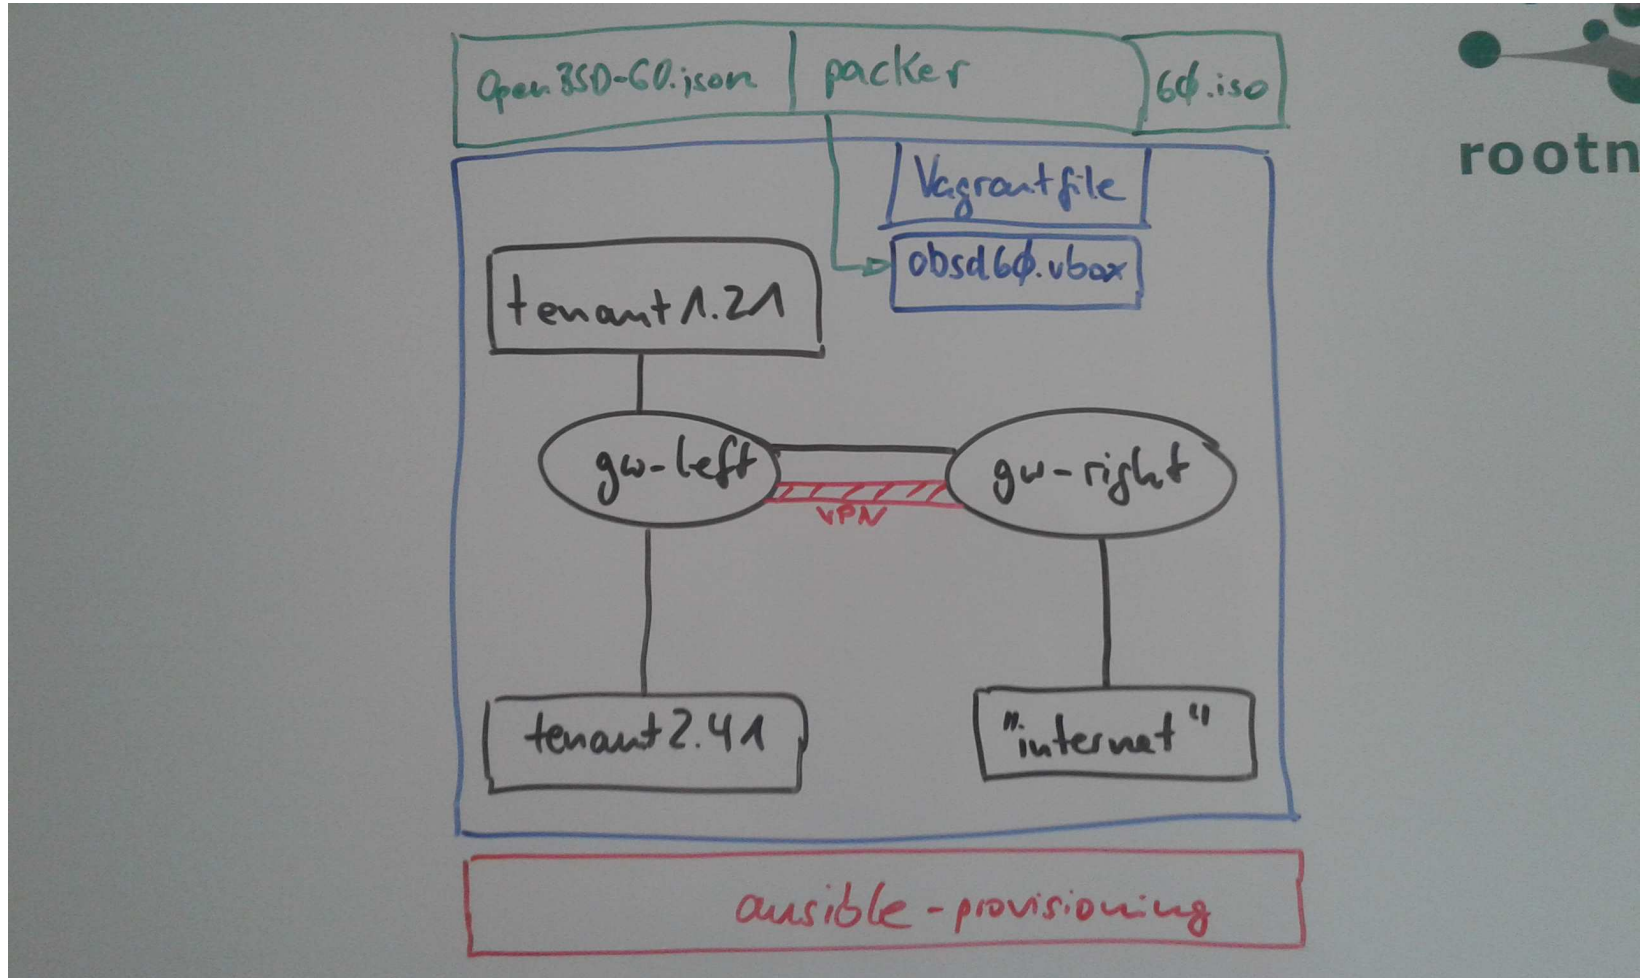 OpenBSD-60.json packer 60.iso
rootn
Vagrantfile
obsd60.vbox
tenant1.21
gw-left gw-right
VPN
tenant2.41 "internet"
ansible-provisioning